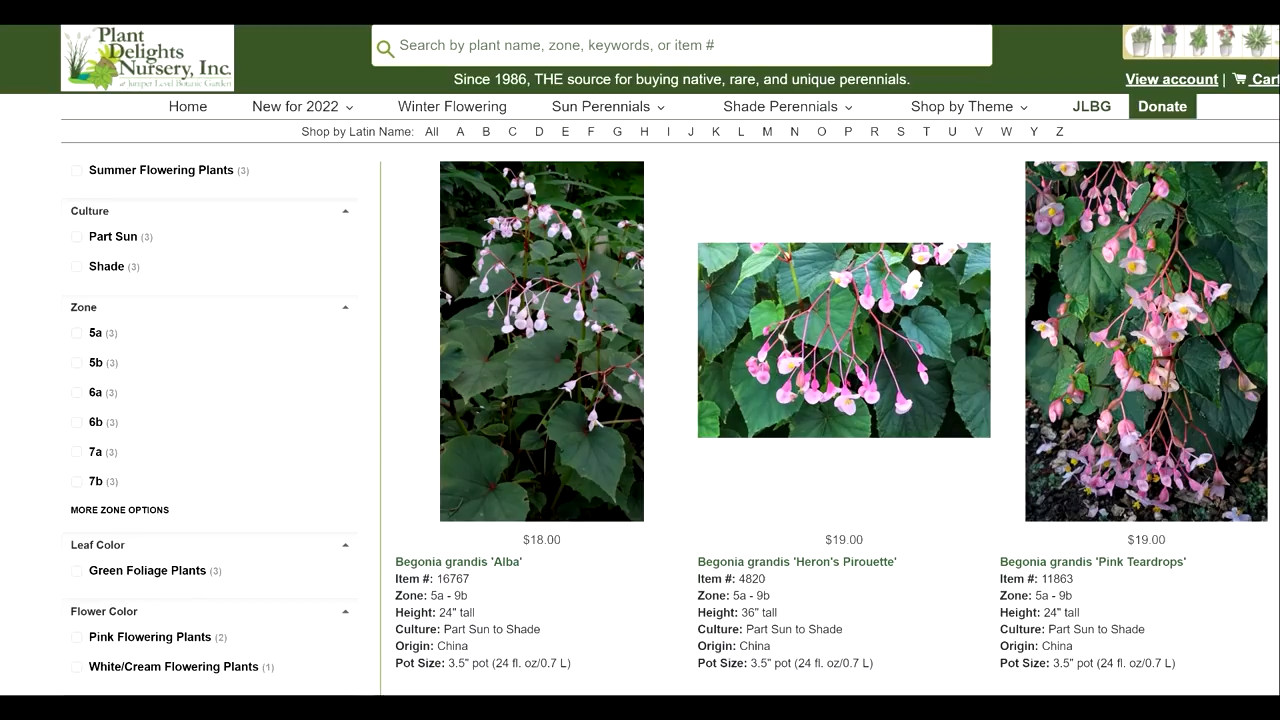 Plant
Delights
Nursery, Inc.
at Juniper Level Botanic Garden
Search by plant name, zone, keywords, or item #
Since 1986, THE source for buying native, rare, and unique perennials.
View account | Cart
Home New for 2022 Winter Flowering Sun Perennials Shade Perennials Shop by Theme JLBG Donate
Shop by Latin Name: All A B C D E F G H I J K L M N O P R S T U V W Y Z
Summer Flowering Plants (3)
Culture
Part Sun (3)
Shade (3)
Zone
5a (3)
5b (3)
6a (3)
6b (3)
7a (3)
7b (3)
MORE ZONE OPTIONS
Leaf Color
Green Foliage Plants (3)
Flower Color
Pink Flowering Plants (2)
White/Cream Flowering Plants (1)
$18.00
Begonia grandis 'Alba'
Item #: 16767
Zone: 5a - 9b
Height: 24" tall
Culture: Part Sun to Shade
Origin: China
Pot Size: 3.5" pot (24 fl. oz/0.7 L)
$19.00
Begonia grandis 'Heron's Pirouette'
Item #: 4820
Zone: 5a - 9b
Height: 36" tall
Culture: Part Sun to Shade
Origin: China
Pot Size: 3.5" pot (24 fl. oz/0.7 L)
$19.00
Begonia grandis 'Pink Teardrops'
Item #: 11863
Zone: 5a - 9b
Height: 24" tall
Culture: Part Sun to Shade
Origin: China
Pot Size: 3.5" pot (24 fl. oz/0.7 L)